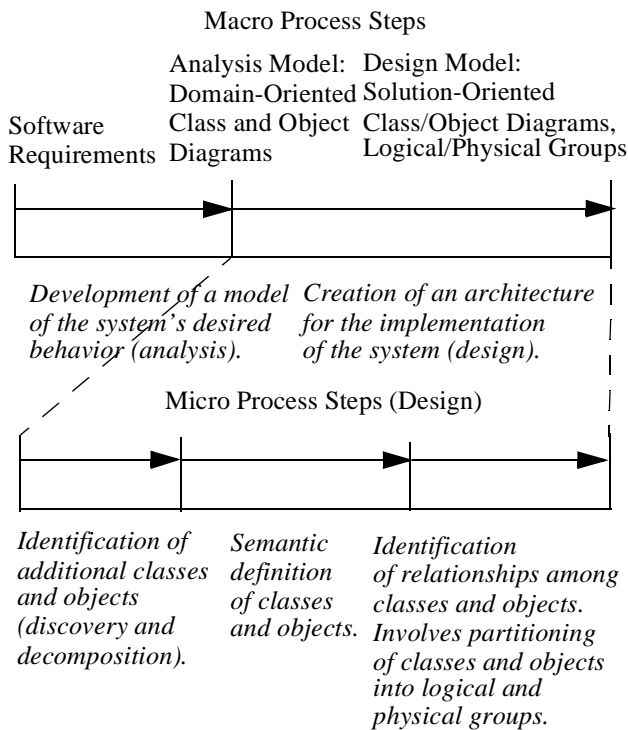 Macro Process Steps
Software
Requirements
Analysis Model:
Domain-Oriented
Class and Object
Diagrams
Design Model:
Solution-Oriented
Class/Object Diagrams,
Logical/Physical Groups
Development of a model
of the system’s desired
behavior (analysis).
Creation of an architecture
for the implementation
of the system (design).
Micro Process Steps (Design)
Identification of
additional classes
and objects
(discovery and
decomposition).
Semantic
definition
of classes
and objects.
Identification
of relationships among
classes and objects.
Involves partitioning
of classes and objects
into logical and
physical groups.